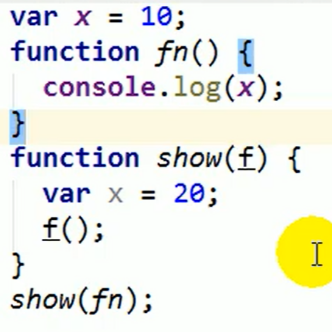 var x = 10;
function fn() {
  console.log(x);
}
function show(f) {
  var x = 20;
  f();
}
show(fn);